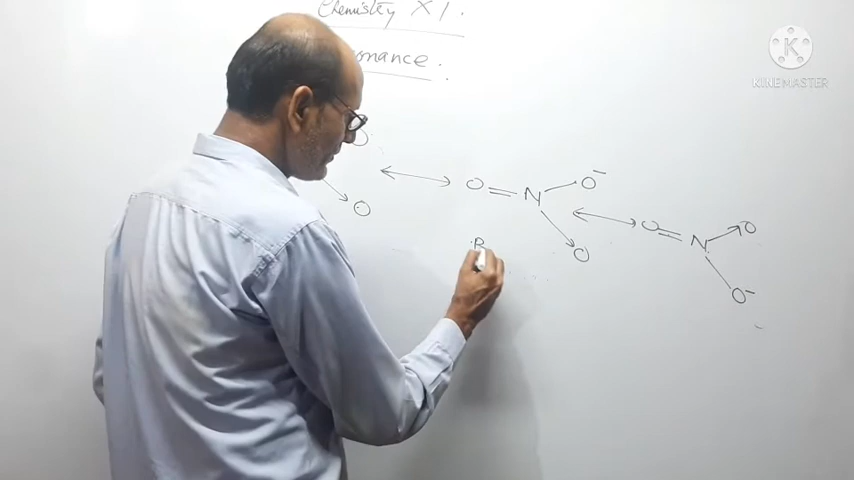 Chemistry XI.
onance.
O
O
O = N O⁻
O
O = N O
O⁻
R
K
KINEMASTER